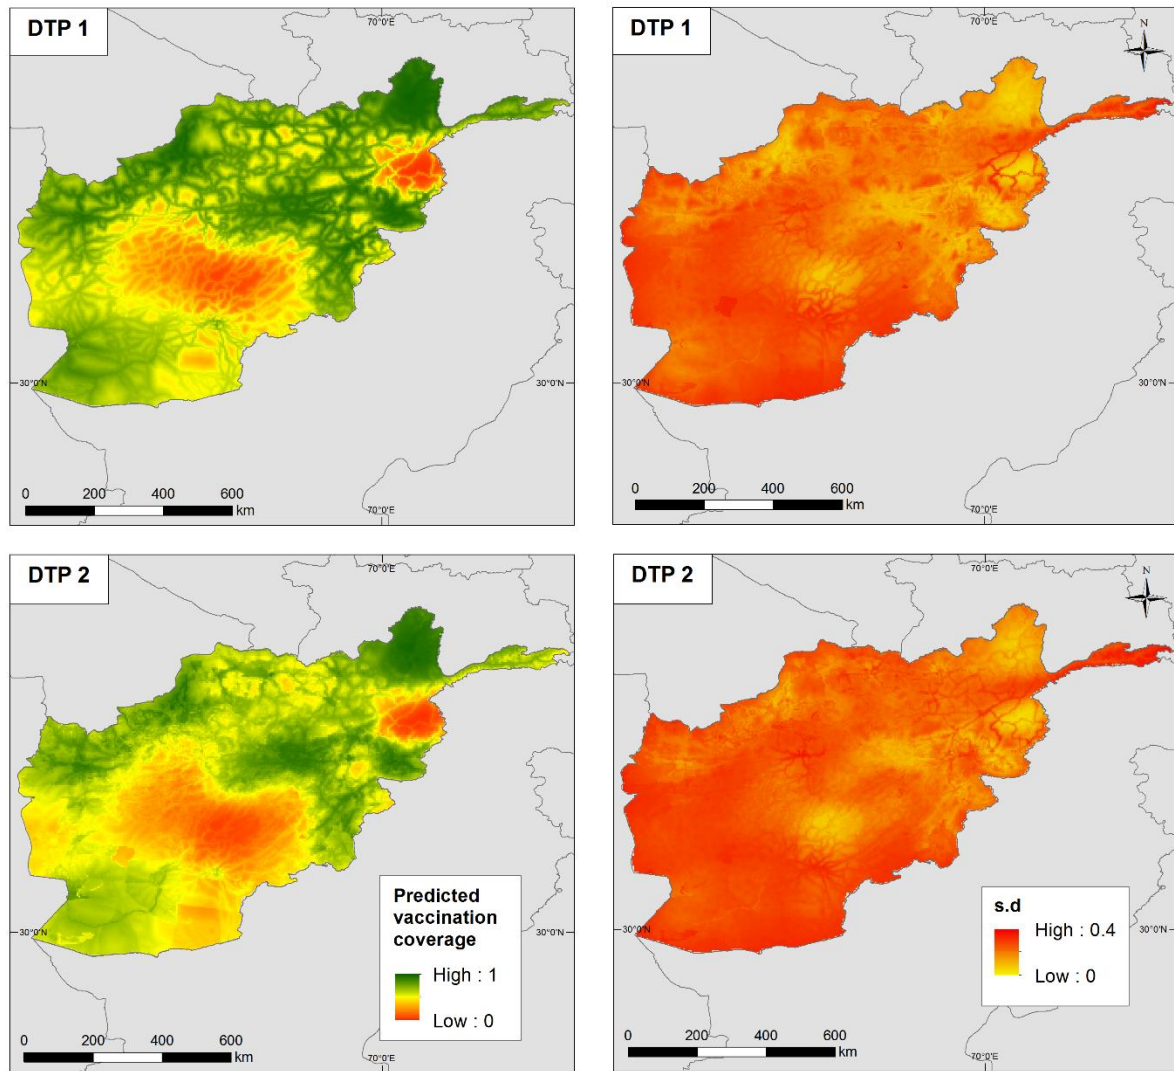 DTP 1
70°0'E
30°0'N
30°0'N
0 200 400 600
km
70°0'E
DTP 1
70°0'E
N
30°0'N
30°0'N
0 200 400 600
km
70°0'E
DTP 2
70°0'E
30°0'N
30°0'N
Predicted
vaccination
coverage
High : 1
Low : 0
0 200 400 600
km
70°0'E
DTP 2
70°0'E
N
30°0'N
30°0'N
s.d
High : 0.4
Low : 0
0 200 400 600
km
70°0'E